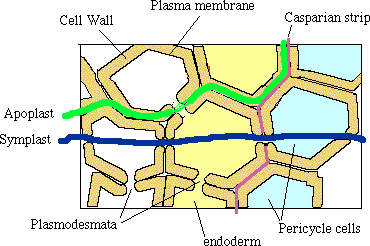 Plasma membrane
Cell Wall
Casparian strip
Apoplast
Symplast
Plasmodesmata
endoderm
Pericycle cells